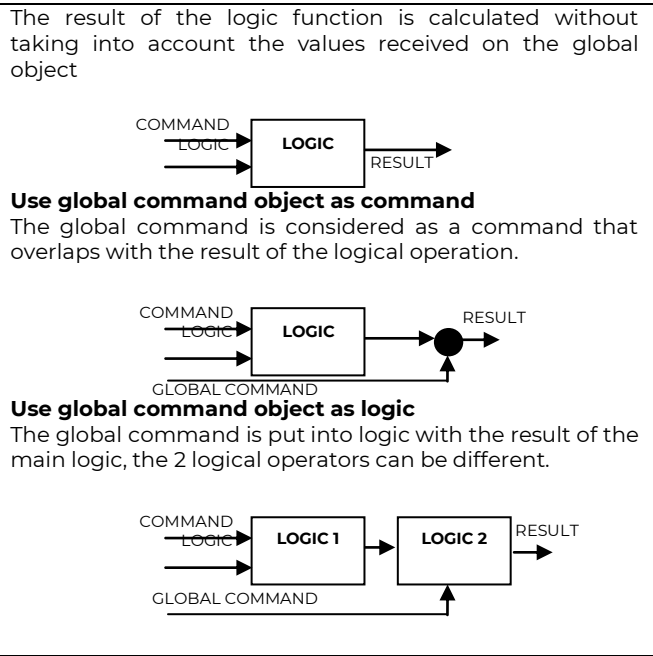 The result of the logic function is calculated without
taking into account the values received on the global
object
COMMAND
LOGIC
LOGIC
RESULT
Use global command object as command
The global command is considered as a command that
overlaps with the result of the logical operation.
COMMAND
LOGIC
LOGIC
RESULT
GLOBAL COMMAND
Use global command object as logic
The global command is put into logic with the result of the
main logic, the 2 logical operators can be different.
COMMAND
LOGIC
LOGIC 1
LOGIC 2
RESULT
GLOBAL COMMAND